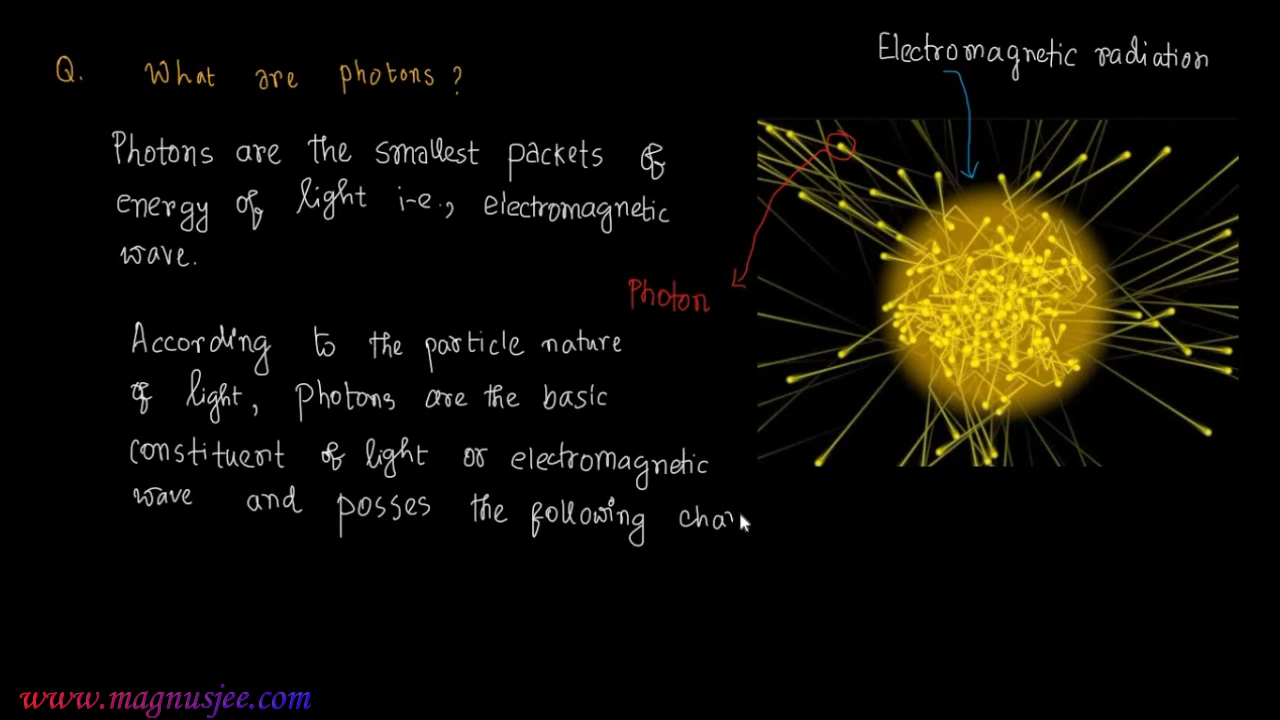 Q. What are photons?
Electromagnetic radiation
Photons are the smallest packets of
energy of light i-e., electromagnetic
wave.
Photon
According to the particle nature
of light, photons are the basic
constituent of light or electromagnetic
wave and posses the following char
www.magnusjee.com